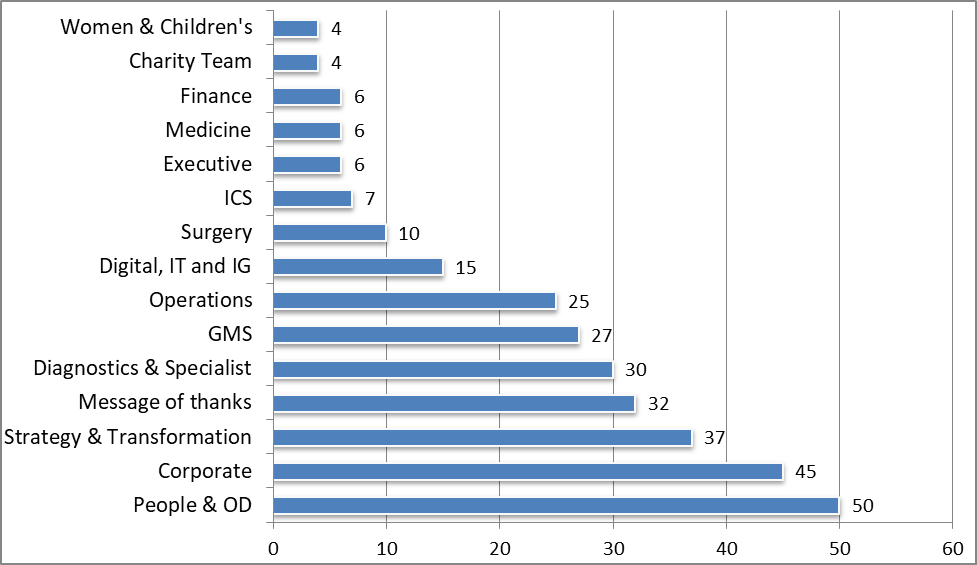 Women & Children's 4
Charity Team 4
Finance 6
Medicine 6
Executive 6
ICS 7
Surgery 10
Digital, IT and IG 15
Operations 25
GMS 27
Diagnostics & Specialist 30
Message of thanks 32
Strategy & Transformation 37
Corporate 45
People & OD 50
0 10 20 30 40 50 60